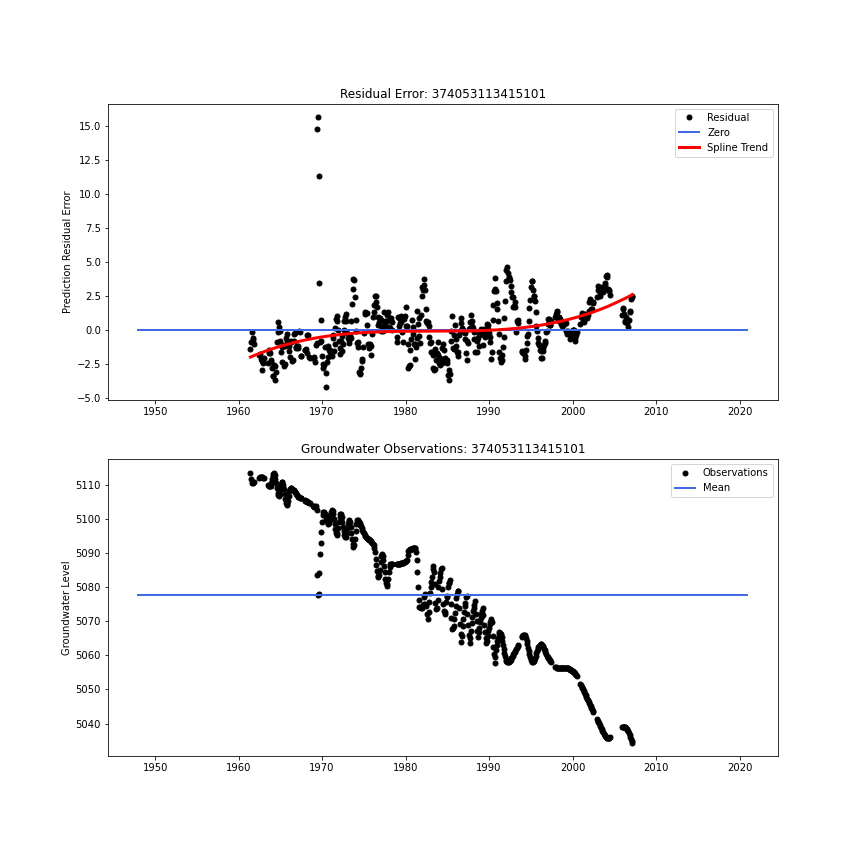 Residual Error: 374053113415101
Prediction Residual Error
15.0
12.5
10.0
7.5
5.0
2.5
0.0
−2.5
−5.0
Residual
Zero
Spline Trend
1950 1960 1970 1980 1990 2000 2010 2020
Groundwater Observations: 374053113415101
Groundwater Level
5110
5100
5090
5080
5070
5060
5050
5040
Observations
Mean
1950 1960 1970 1980 1990 2000 2010 2020